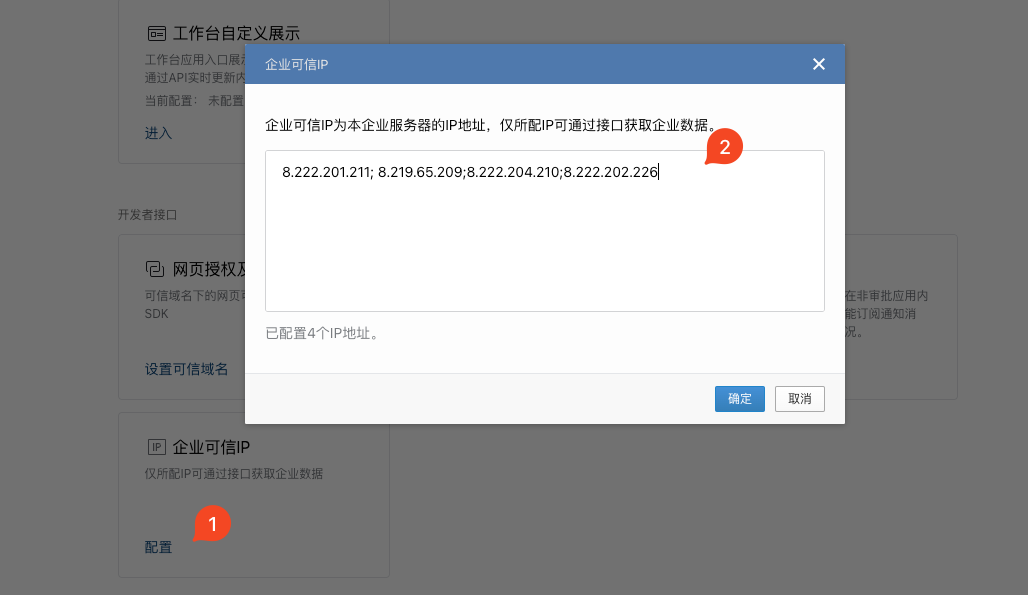 工作台自定义展示
工作台应用入口展
通过API实时更新内
当前配置： 未配置
进入
企业可信IP
企业可信IP为本企业服务器的IP地址，仅所配IP可通过接口获取企业数据。
2
8.222.201.211; 8.219.65.209;8.222.204.210;8.222.202.226
已配置4个IP地址。
确定
取消
开发者接口
网页授权及
可信域名下的网页可
SDK
设置可信域名
在非审批应用内
能订阅通知消
况。
IP
企业可信IP
仅所配IP可通过接口获取企业数据
1
配置